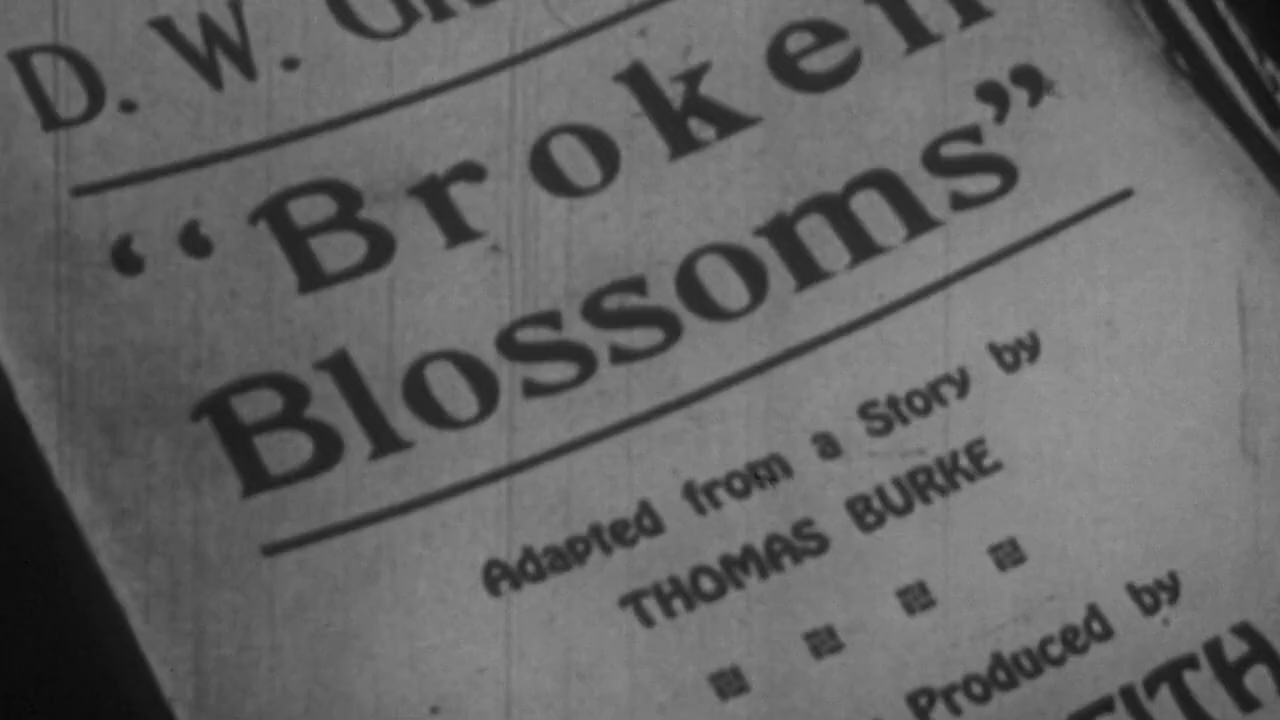 D. W.
"Broken
Blossoms"
Adapted from a Story by
THOMAS BURKE
Produced by